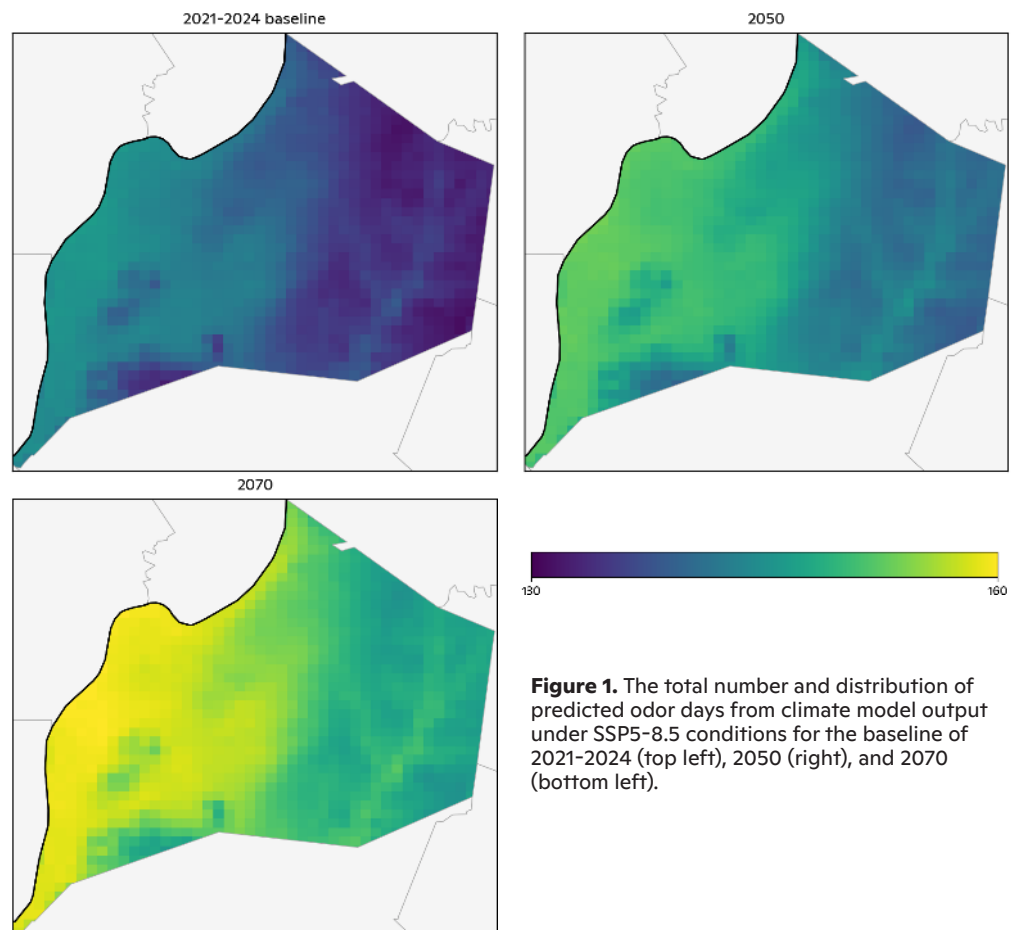 2021-2024 baseline
2050
2070
130
160
Figure 1. The total number and distribution of
predicted odor days from climate model output
under SSP5-8.5 conditions for the baseline of
2021-2024 (top left), 2050 (right), and 2070
(bottom left).